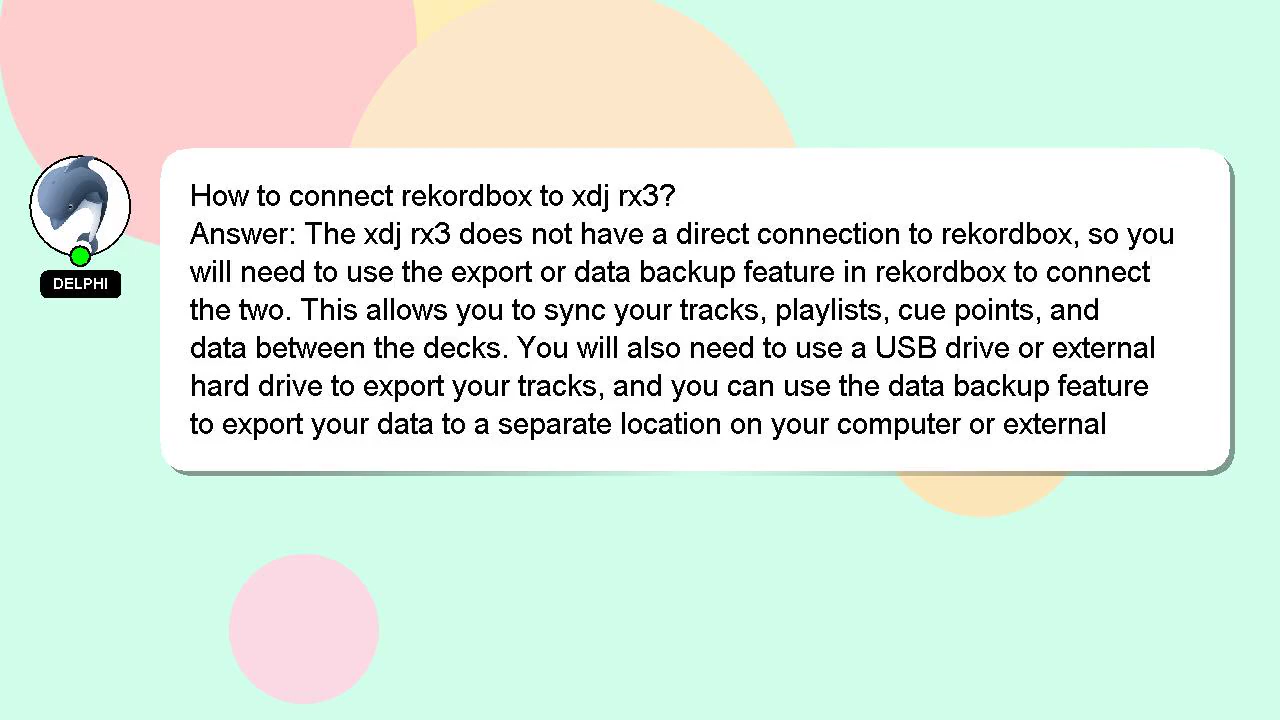 How to connect rekordbox to xdj rx3?
Answer: The xdj rx3 does not have a direct connection to rekordbox, so you
will need to use the export or data backup feature in rekordbox to connect
the two. This allows you to sync your tracks, playlists, cue points, and
data between the decks. You will also need to use a USB drive or external
hard drive to export your tracks, and you can use the data backup feature
to export your data to a separate location on your computer or external
DELPHI